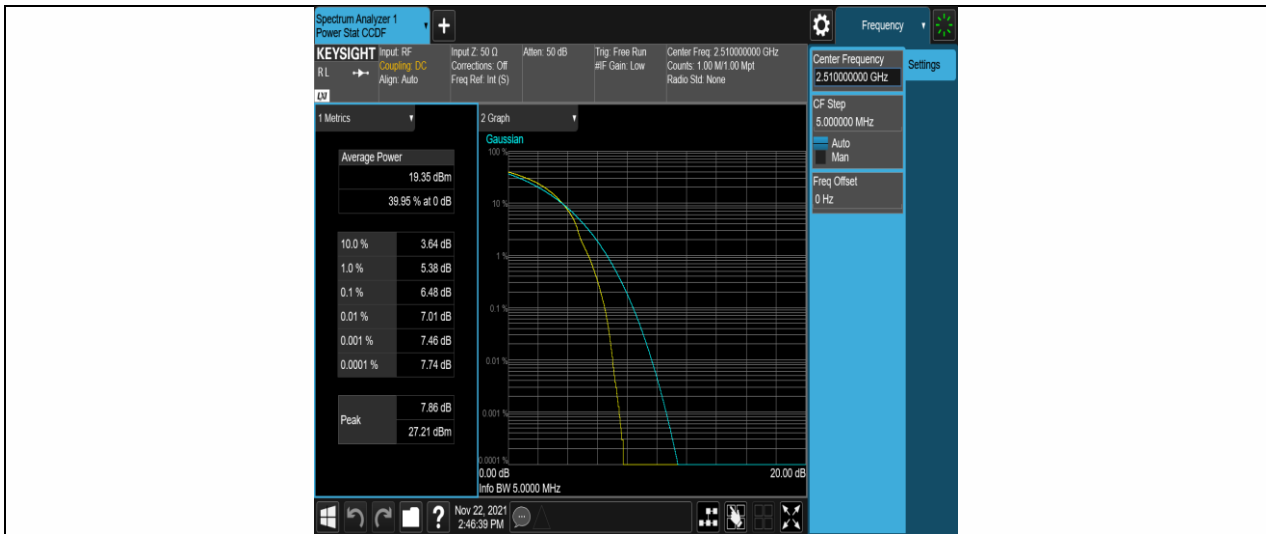 Spectrum Analyzer 1
Power Stat CCDF
Frequency
KEYSIGHT
RL
LXI
Input: RF
Coupling: DC
Align: Auto
Input Z: 50 Ω
Corrections: Off
Freq Ref: Int (S)
Atten: 50 dB
Trig: Free Run
#IF Gain: Low
Center Freq: 2.510000000 GHz
Counts: 1.00 M/1.00 Mpt
Radio Std: None
Center Frequency
2.510000000 GHz
Settings
CF Step
5.000000 MHz
Auto
Man
Freq Offset
0 Hz
1 Metrics
Average Power
19.35 dBm
39.95 % at 0 dB
10.0 % 3.64 dB
1.0 % 5.38 dB
0.1 % 6.48 dB
0.01 % 7.01 dB
0.001 % 7.46 dB
0.0001 % 7.74 dB
Peak
7.86 dB
27.21 dBm
2 Graph
Gaussian
100 %
10 %
1 %
0.1 %
0.01 %
0.001 %
0.0001 %
0.00 dB
20.00 dB
Info BW 5.0000 MHz
?
Nov 22, 2021
2:46:39 PM